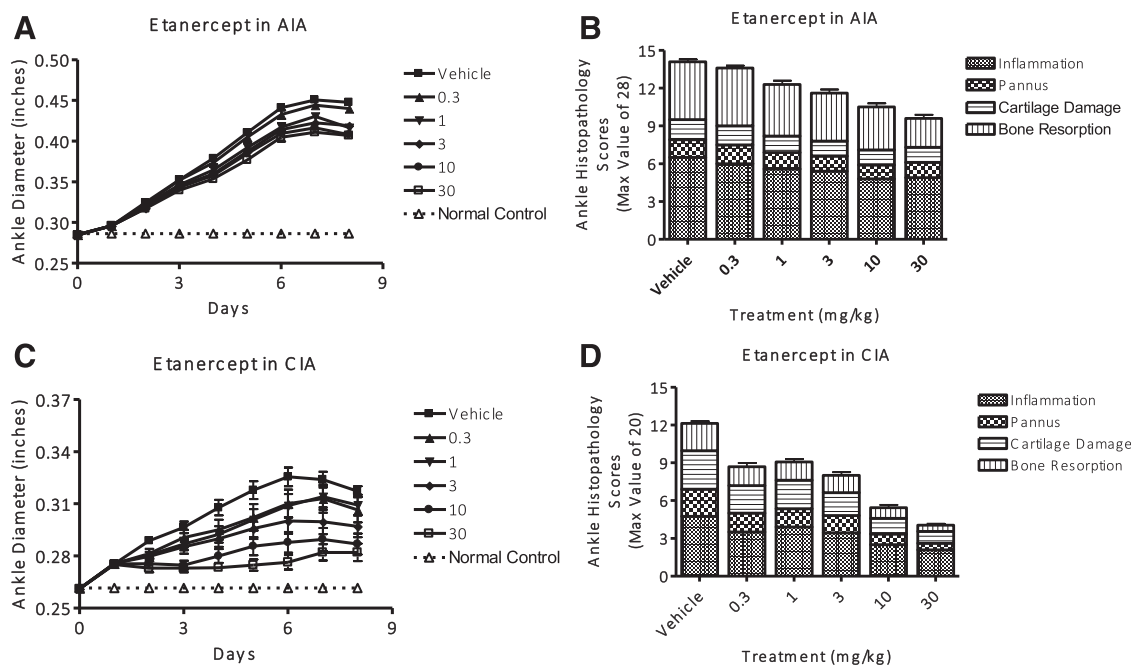 A
Etanercept in AIA
Ankle Diameter (inches)
0.50
0.45
0.40
0.35
0.30
0.25
0
3
6
9
Days
Vehicle
0.3
1
3
10
30
Normal Control
B
Etanercept in AIA
Ankle Histopathology
Scores
(Max Value of 28)
15
12
9
6
3
0
Vehicle
0.3
1
3
10
30
Treatment (mg/kg)
Inflammation
Pannus
Cartilage Damage
Bone Resorption
C
Etanercept in CIA
Ankle Diameter (inches)
0.37
0.34
0.31
0.28
0.25
0
3
6
9
Days
Vehicle
0.3
1
3
10
30
Normal Control
D
Etanercept in CIA
Ankle Histopathology
Scores
(Max Value of 20)
15
12
9
6
3
0
Vehicle
0.3
1
3
10
30
Treatment (mg/kg)
Inflammation
Pannus
Cartilage Damage
Bone Resorption